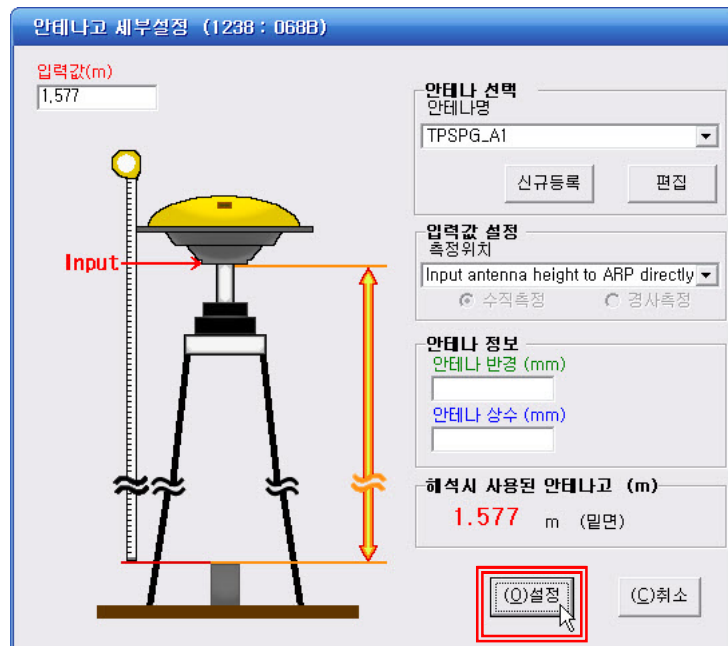 안테나고 세부설정 (1238 : 068B)
입력값(m)
1,577
Input
안테나 선택
안테나명
TPSPG_A1
신규등록
편집
입력값 설정
측정위치
Input antenna height to ARP directly
수직측정
경사측정
안테나 정보
안테나 반경 (mm)
안테나 상수 (mm)
해석시 사용된 안테나고 (m)
1.577 m (밑면)
(O)설정
(C)취소